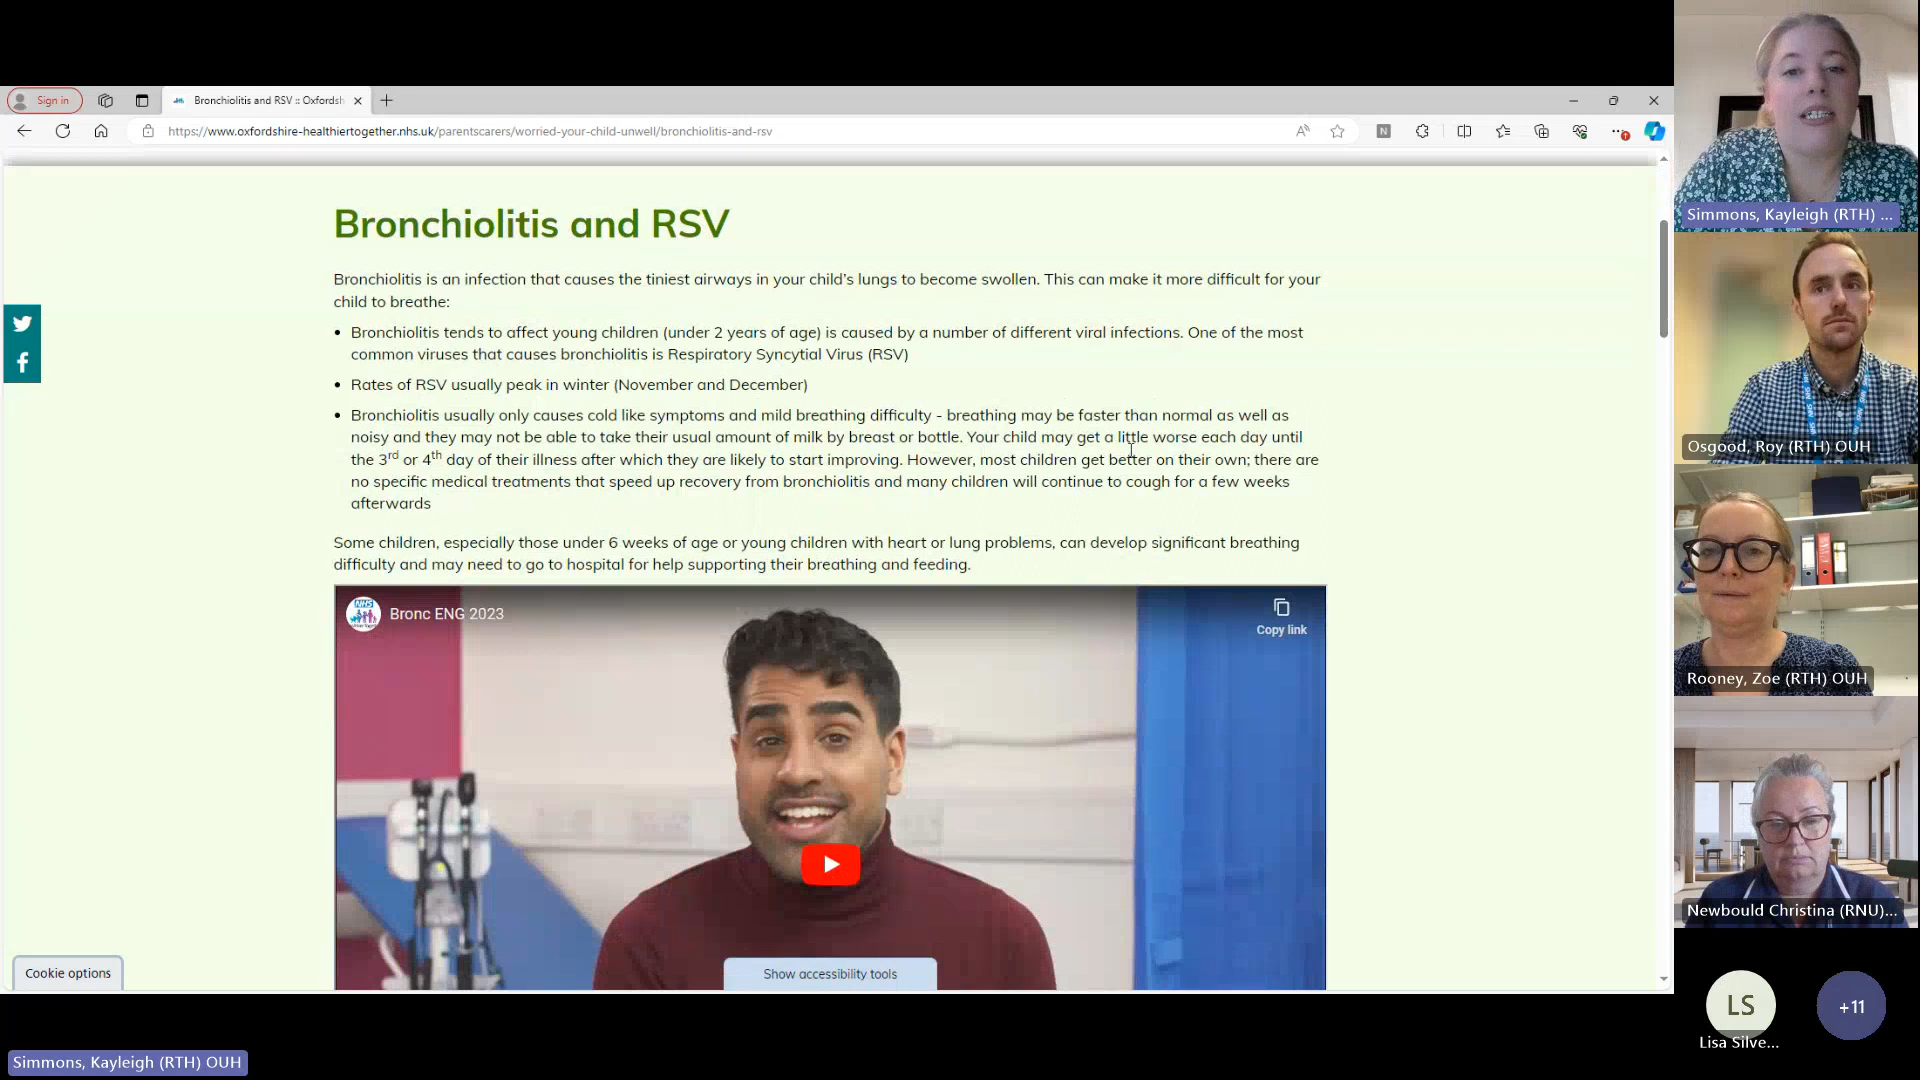 Sign in
Bronchiolitis and RSV :: Oxfordsh
https://www.oxfordshire-healthiertogether.nhs.uk/parentscarers/worried-your-child-unwell/bronchiolitis-and-rsv
Bronchiolitis and RSV
Bronchiolitis is an infection that causes the tiniest airways in your child's lungs to become swollen. This can make it more difficult for your
child to breathe:
• Bronchiolitis tends to affect young children (under 2 years of age) is caused by a number of different viral infections. One of the most
common viruses that causes bronchiolitis is Respiratory Syncytial Virus (RSV)
• Rates of RSV usually peak in winter (November and December)
• Bronchiolitis usually only causes cold like symptoms and mild breathing difficulty - breathing may be faster than normal as well as
noisy and they may not be able to take their usual amount of milk by breast or bottle. Your child may get a little worse each day until
the 3rd or 4th day of their illness after which they are likely to start improving. However, most children get better on their own; there are
no specific medical treatments that speed up recovery from bronchiolitis and many children will continue to cough for a few weeks
afterwards
Some children, especially those under 6 weeks of age or young children with heart or lung problems, can develop significant breathing
difficulty and may need to go to hospital for help supporting their breathing and feeding.
NHS
Bronc ENG 2023
Copy link
Show accessibility tools
Cookie options
Simmons, Kayleigh (RTH) OUH
Simmons, Kayleigh (RTH) ...
Osgood, Roy (RTH) OUH
Rooney, Zoe (RTH) OUH
Newbould Christina (RNU)...
LS
+11
Lisa Silve...